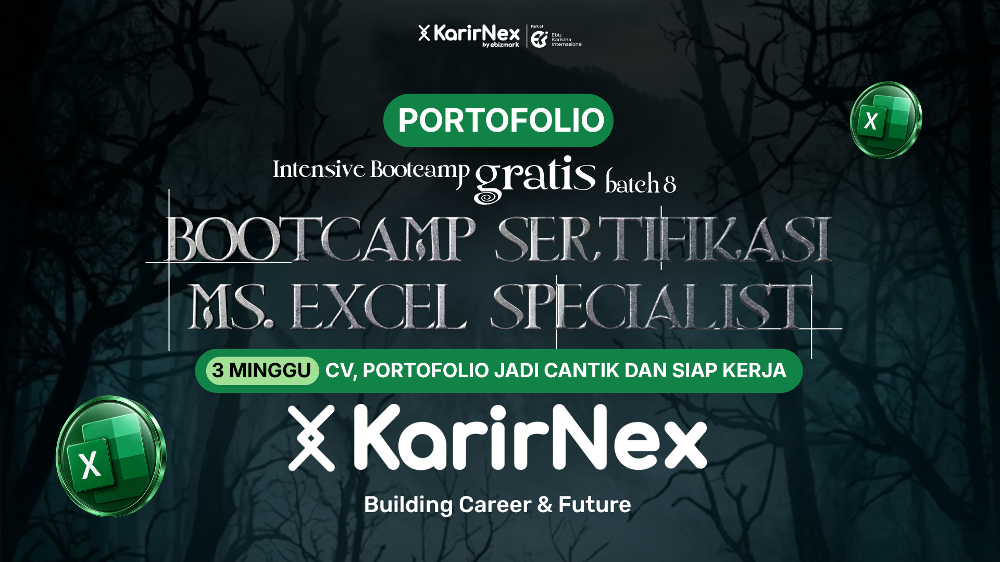 KarirNex
by ebizmark
Part of
Ebiz
Karisma
Internasional
PORTOFOLIO
Intensive Bootcamp gratis batch 8
BOOTCAMP SERTIFIKASI
MS. EXCEL SPECIALIST
3 MINGGU CV, PORTOFOLIO JADI CANTIK DAN SIAP KERJA
KarirNex
Building Career & Future
X
X